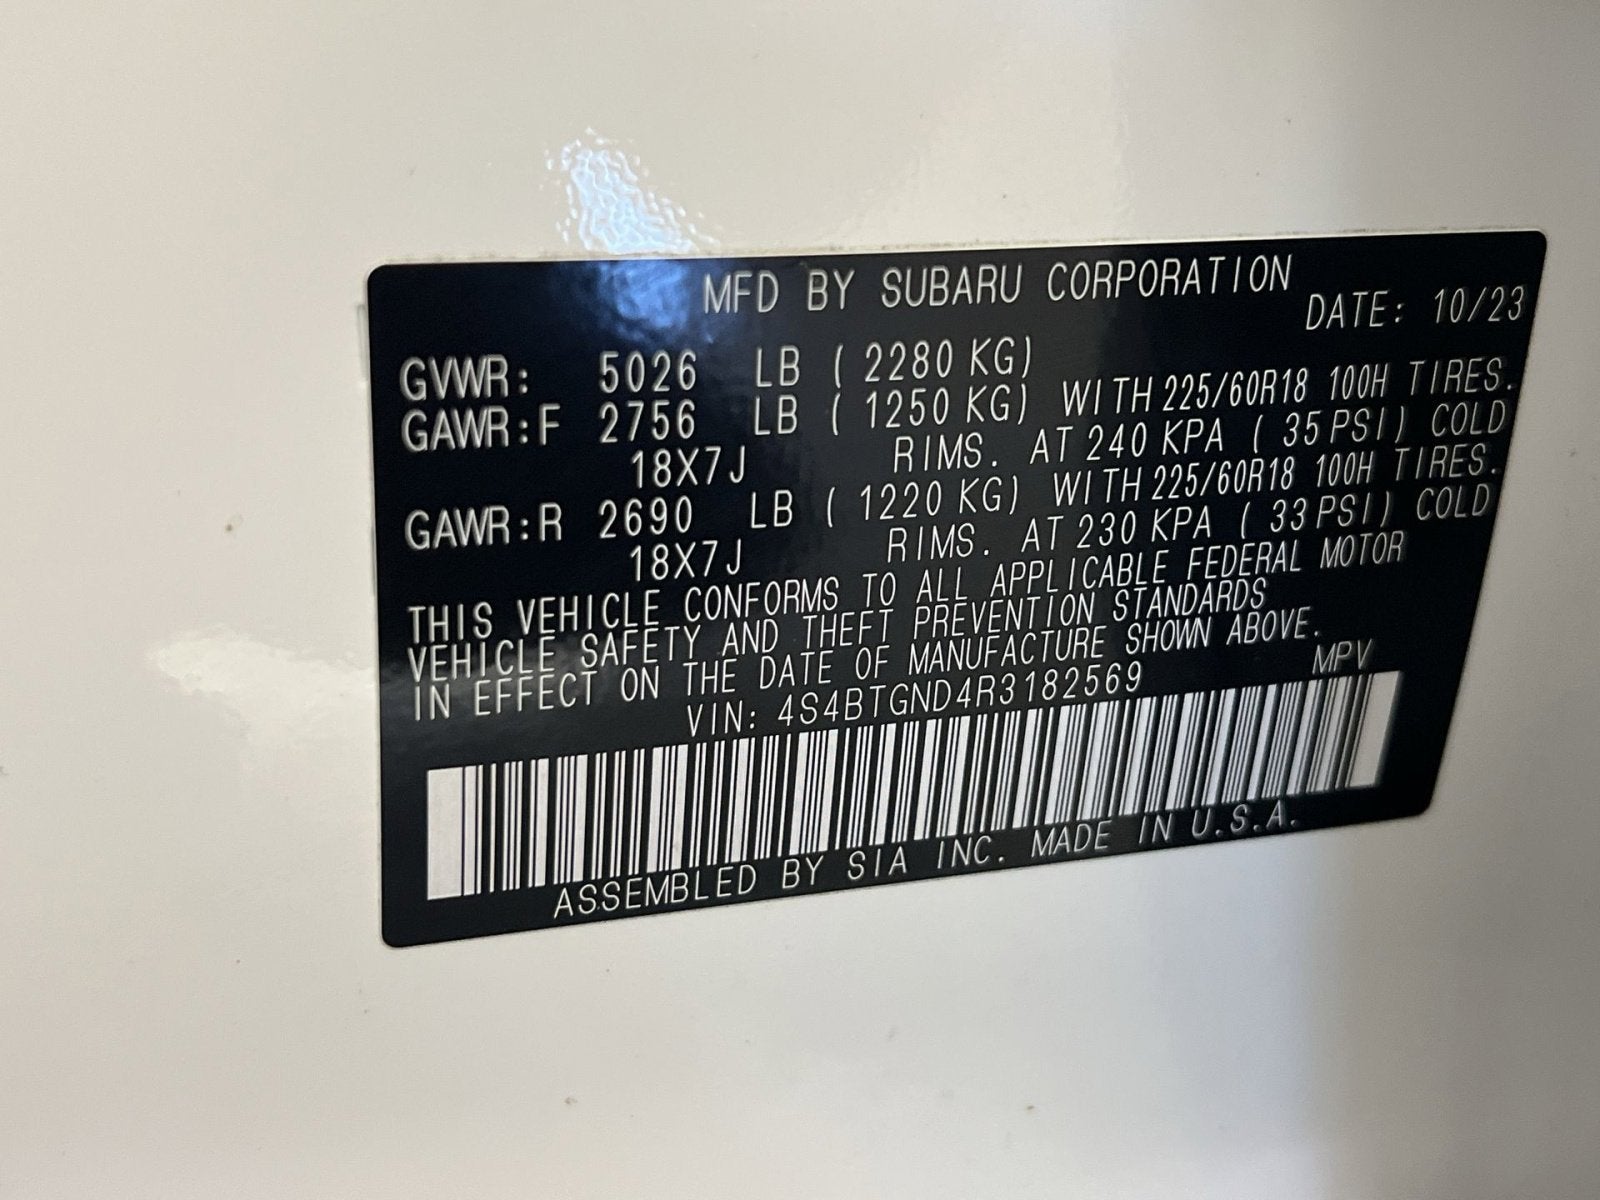 MFD BY SUBARU CORPORATION
DATE: 10/23
GVWR: 5026 LB ( 2280 KG)
GAWR:F 2756 LB ( 1250 KG) WITH 225/60R18 100H TIRES.
18X7J RIMS. AT 240 KPA ( 35 PSI) COLD
GAWR:R 2690 LB ( 1220 KG) WITH 225/60R18 100H TIRES.
18X7J RIMS. AT 230 KPA ( 33 PSI) COLD
THIS VEHICLE CONFORMS TO ALL APPLICABLE FEDERAL MOTOR
VEHICLE SAFETY AND THEFT PREVENTION STANDARDS
IN EFFECT ON THE DATE OF MANUFACTURE SHOWN ABOVE.
VIN: 4S4BTGND4R3182569 MPV
ASSEMBLED BY SIA INC. MADE IN U.S.A.